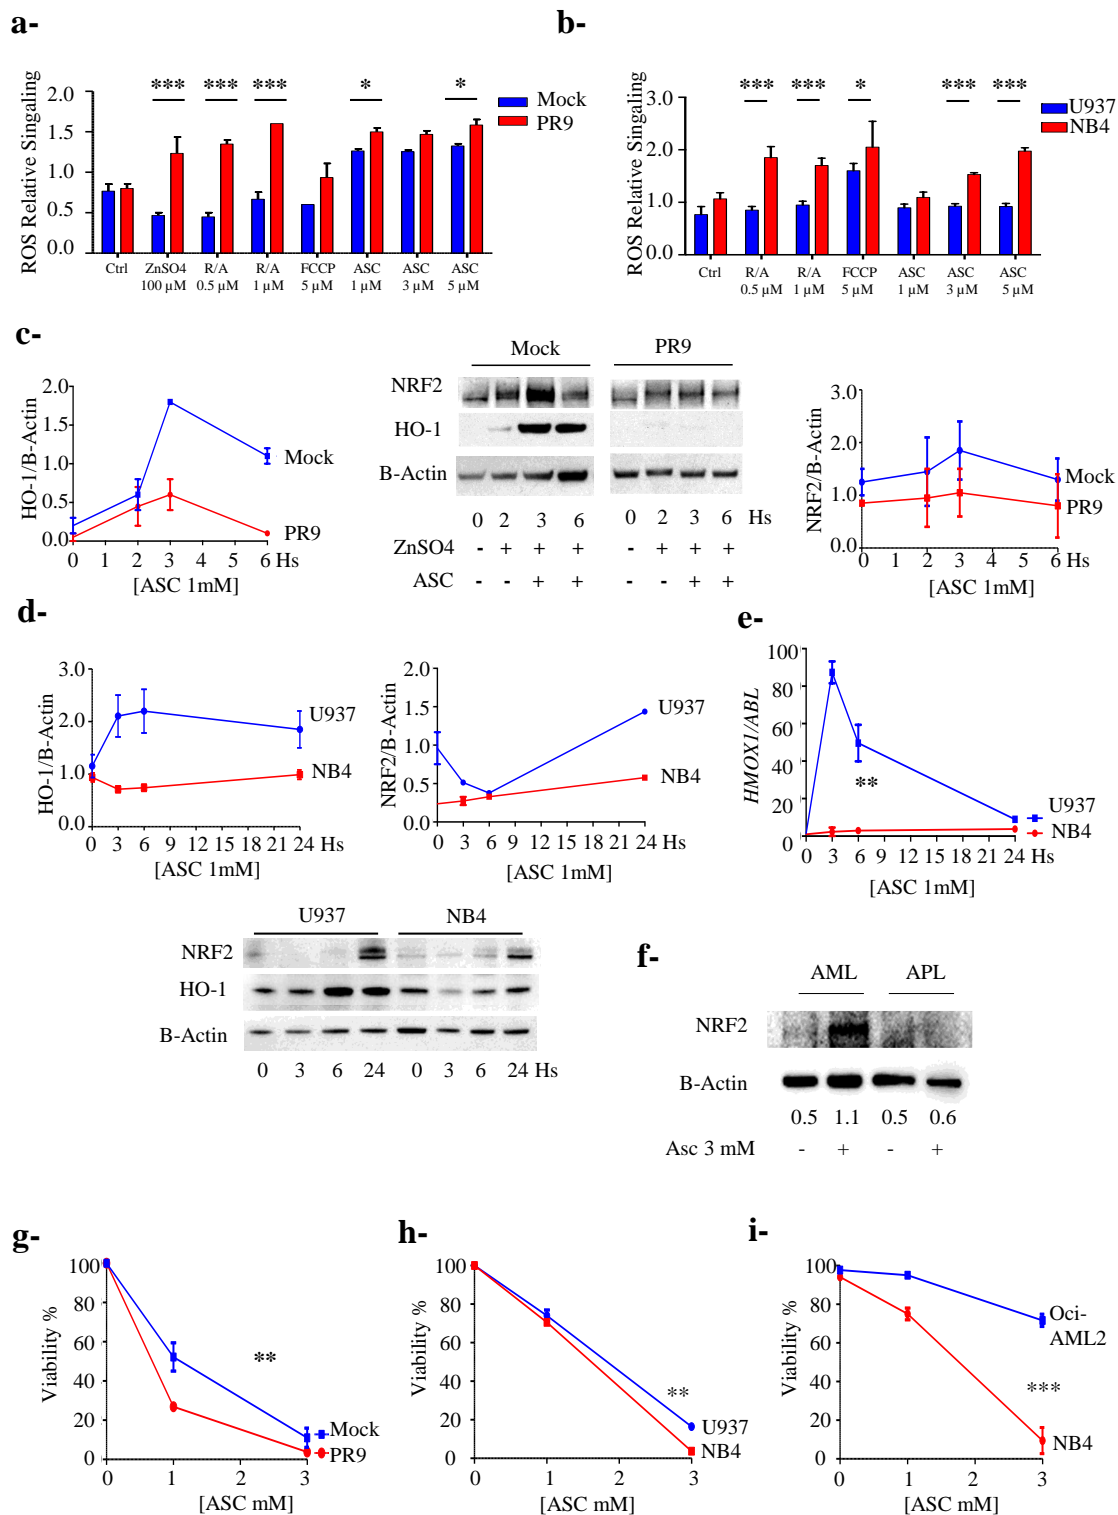 a-
ROS Relative Singaling
2.0
1.5
1.0
0.5
0.0
*** *** *** * *
Mock
PR9
Ctrl ZnSO4 R/A R/A FCCP ASC ASC ASC
100 µM 0.5 µM 1 µM 5 µM 1 µM 3 µM 5 µM
b-
ROS Relative Singaling
3.0
2.0
1.0
0.0
*** *** * *** ***
U937
NB4
Ctrl R/A R/A FCCP ASC ASC ASC
0.5 µM 1 µM 5 µM 1 µM 3 µM 5 µM
c-
HO-1/B-Actin
2.0
1.5
1.0
0.5
0.0
Mock
PR9
0 1 2 3 4 5 6 Hs
[ASC 1mM]
Mock PR9
NRF2
HO-1
B-Actin
0 2 3 6 0 2 3 6 Hs
ZnSO4 - + + + - + + +
ASC - - + + - - + +
NRF2/B-Actin
3.0
2.0
1.0
0.0
Mock
PR9
0 1 2 3 4 5 6 Hs
[ASC 1mM]
d-
HO-1/B-Actin
3.0
2.0
1.0
0.0
U937
NB4
0 3 6 9 12 15 18 21 24 Hs
[ASC 1mM]
NRF2/B-Actin
2.0
1.5
1.0
0.5
0.0
U937
NB4
0 3 6 9 12 15 18 21 24 Hs
[ASC 1mM]
U937 NB4
NRF2
HO-1
B-Actin
0 3 6 24 0 3 6 24 Hs
e-
HMOX1/ABL
100
80
60
40
20
0
**
U937
NB4
0 3 6 9 12 15 18 21 24 Hs
[ASC 1mM]
f-
AML APL
NRF2
B-Actin
0.5 1.1 0.5 0.6
Asc 3 mM - + - +
g-
Viability %
100
80
60
40
20
0
**
Mock
PR9
0 1 2 3
[ASC mM]
h-
Viability %
100
80
60
40
20
0
**
U937
NB4
0 1 2 3
[ASC mM]
i-
Viability %
100
80
60
40
20
0
Oci-
AML2
***
NB4
0 1 2 3
[ASC mM]